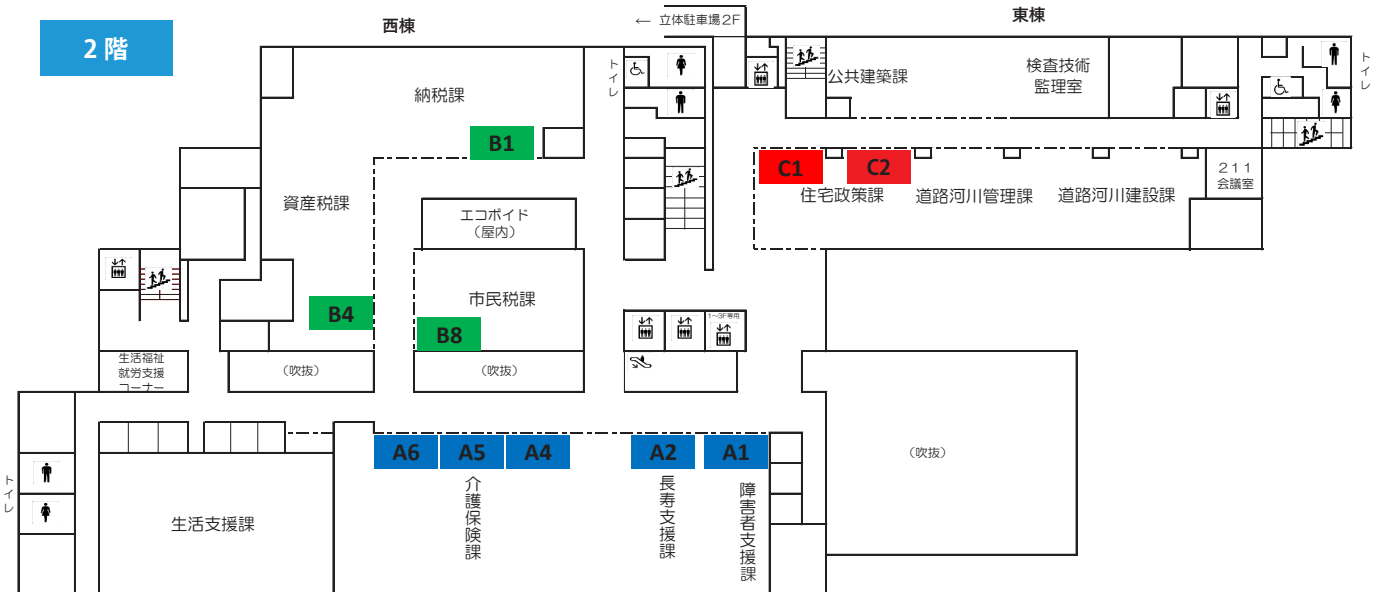 2階
西棟
← 立体駐車場2F
東棟
トイレ
納税課
公共建築課
検査技術
監理室
トイレ
B1
C1
C2
資産税課
住宅政策課
道路河川管理課
道路河川建設課
211
会議室
エコボイド
(屋内)
市民税課
B4
B8
1~3F専用
生活福祉
就労支援
コーナー
(吹抜)
(吹抜)
(吹抜)
A6
A5
A4
A2
A1
トイレ
生活支援課
介護保険課
長寿支援課
障害者支援課